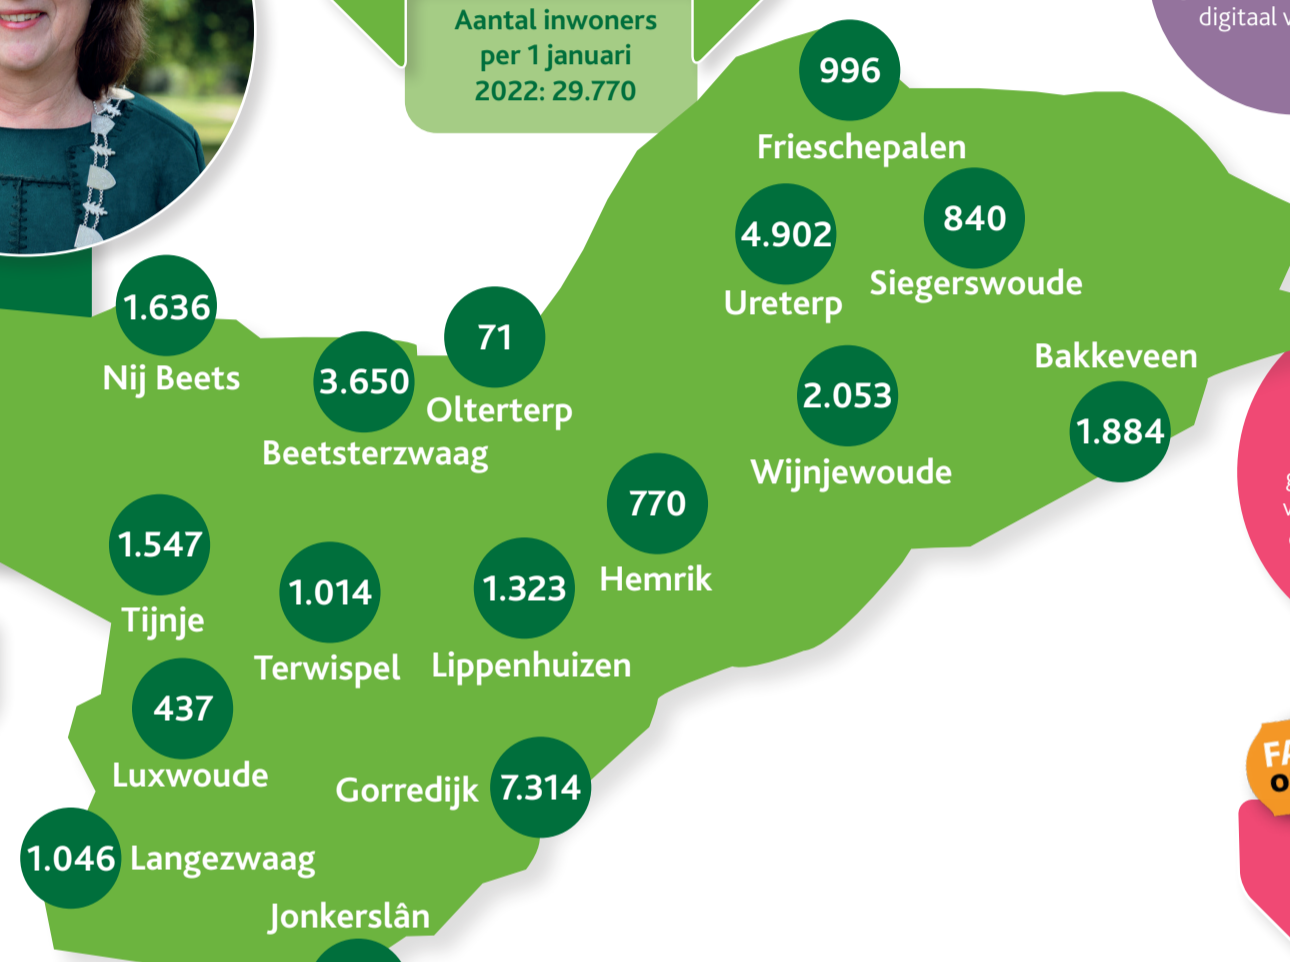 Aantal inwoners
per 1 januari
2022: 29.770
digitaal
996
Frieschepalen
4.902
Ureterp
840
Siegerswoude
1.636
Nij Beets
3.650
Beetsterzwaag
71
Olterterp
2.053
Wijnjewoude
Bakkeveen
1.884
770
Hemrik
1.547
Tijnje
1.014
Terwispel
1.323
Lippenhuizen
437
Luxwoude
Gorredijk 7.314
1.046 Langezwaag
Jonkerslân